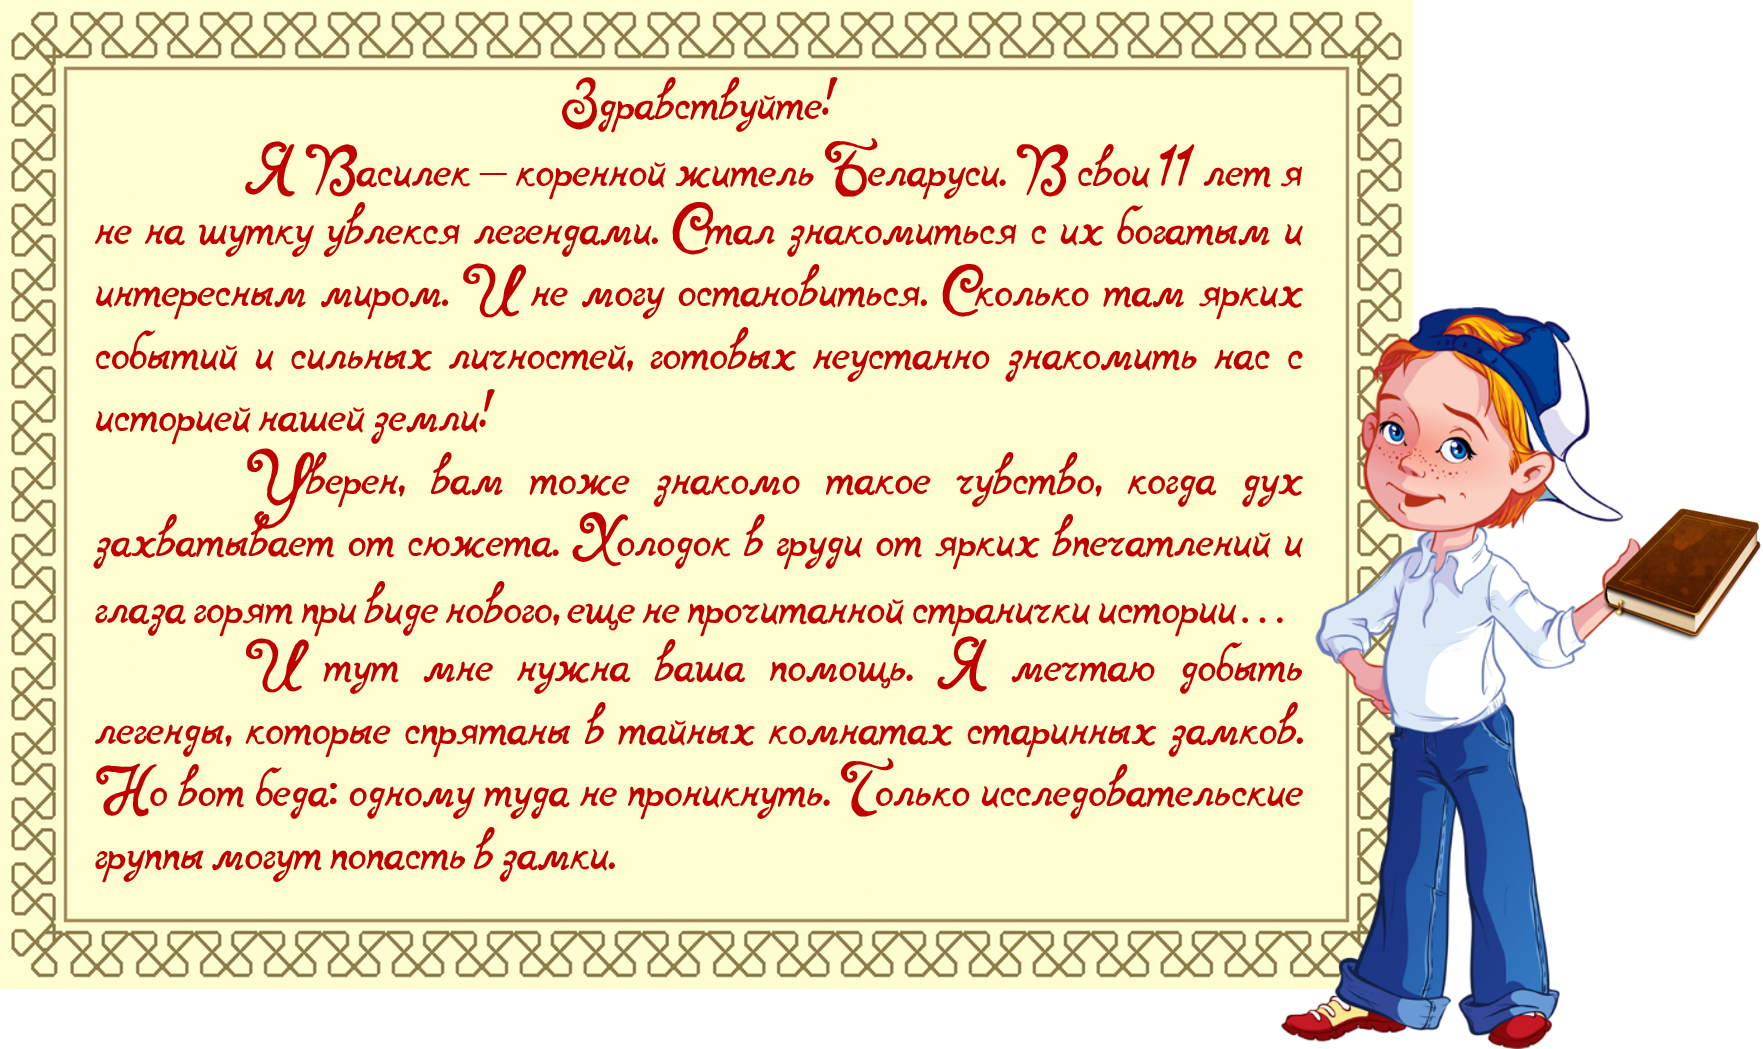 Здравствуйте!
Я Василек – коренной житель Беларуси. В свои 11 лет я
не на шутку увлекся легендами. Стал знакомиться с их богатым и
интересным миром. И не могу остановиться. Сколько там ярких
событий и сильных личностей, готовых неустанно знакомить нас с
историей нашей земли!
Уверен, вам тоже знакомо такое чувство, когда дух
захватывает от сюжета. Холодок в груди от ярких впечатлений и
глаза горят при виде нового, еще не прочитанной странички истории…
И тут мне нужна ваша помощь. Я мечтаю добыть
легенды, которые спрятаны в тайных комнатах старинных замков.
Но вот беда: одному туда не проникнуть. Только исследовательские
группы могут попасть в замки.